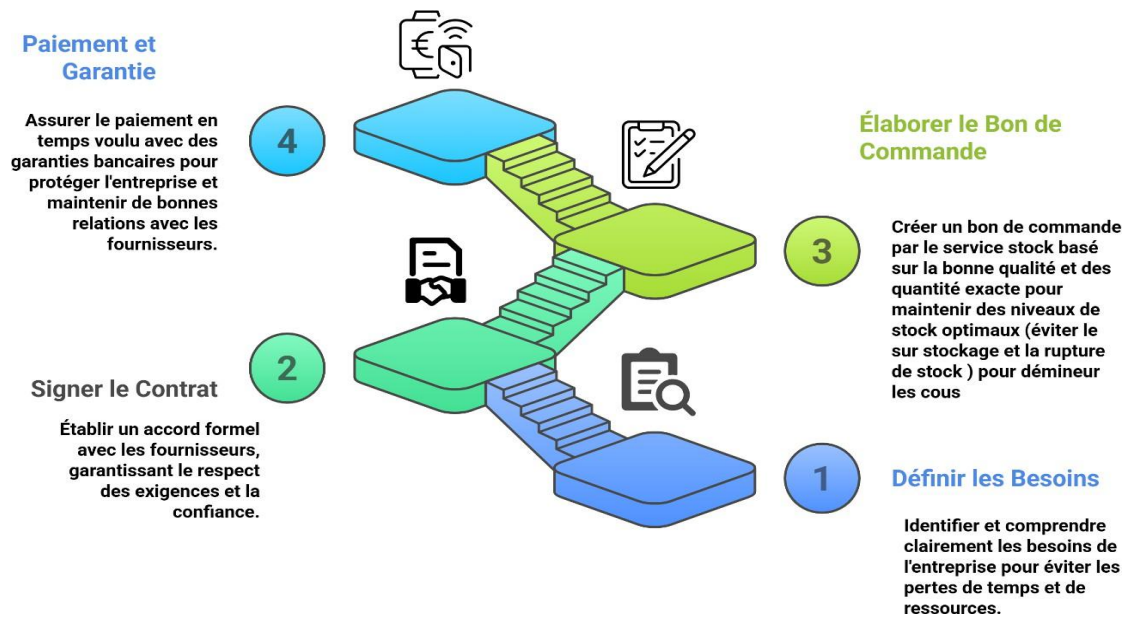 Paiement et
Garantie
Assurer le paiement en
temps voulu avec des
garanties bancaires pour
protéger l'entreprise et
maintenir de bonnes
relations avec les
fournisseurs.
4
€
Élaborer le Bon de
Commande
3
Créer un bon de commande
par le service stock basé
sur la bonne qualité et des
quantité exacte pour
maintenir des niveaux de
stock optimaux (éviter le
sur stockage et la rupture
de stock ) pour démineur
les cous
2
Signer le Contrat
Établir un accord formel
avec les fournisseurs,
garantissant le respect
des exigences et la
confiance.
1
Définir les Besoins
Identifier et comprendre
clairement les besoins de
l'entreprise pour éviter les
pertes de temps et de
ressources.